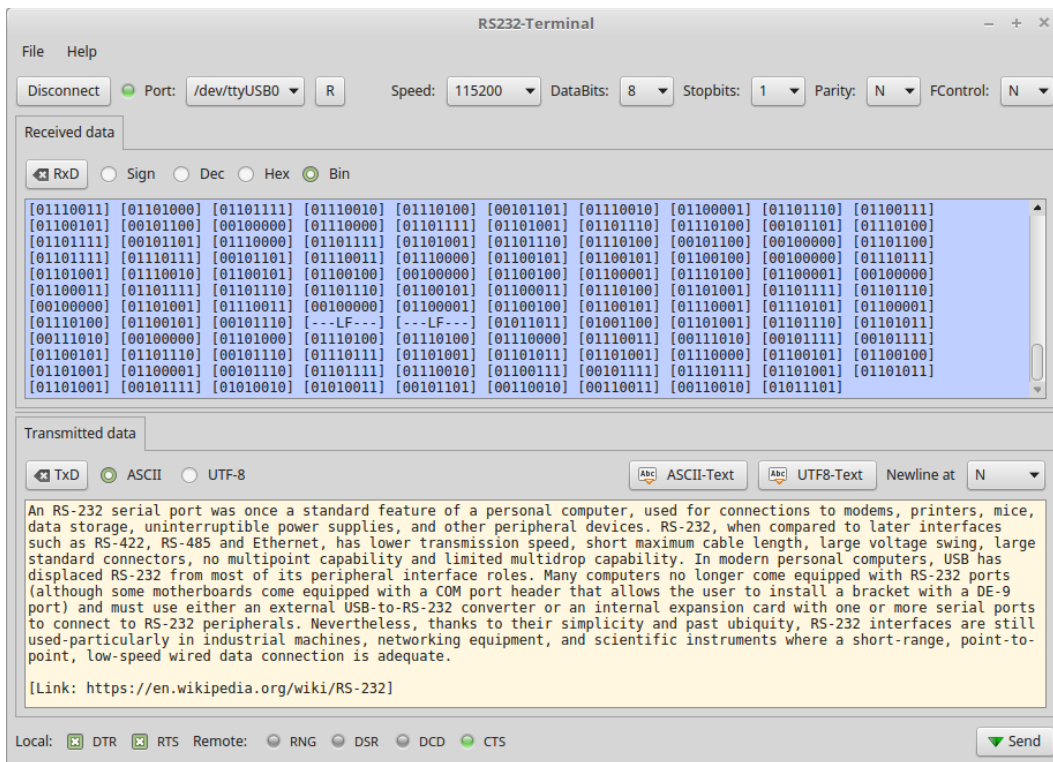 RS232-Terminal
File Help
Disconnect Port: /dev/ttyUSB0 R Speed: 115200 DataBits: 8 Stopbits: 1 Parity: N FControl: N
Received data
RxD Sign Dec Hex Bin
[01110011] [01101000] [01101111] [01110010] [01110100] [00101101] [01110010] [01100001] [01101110] [01100111]
[01100101] [00101100] [00100000] [01110000] [01101111] [01101001] [01101110] [01110100] [00101101] [01110100]
[01101111] [00101101] [01110000] [01101111] [01101001] [01101110] [01110100] [00101100] [00100000] [01101100]
[01101111] [01110111] [00101101] [01110011] [01110000] [01100101] [01100101] [01100100] [00100000] [01110111]
[01101001] [01110010] [01100101] [01100100] [00100000] [01100100] [01100001] [01110100] [01100001] [00100000]
[01100011] [01101111] [01101110] [01101110] [01100101] [01100011] [01110100] [01101001] [01101111] [01101110]
[00100000] [01101001] [01110011] [00100000] [01100001] [01100100] [01100101] [01110001] [01110101] [01100001]
[01110100] [01100101] [00101110] [---LF---] [---LF---] [01011011] [01001100] [01101001] [01101110] [01101011]
[00111010] [00100000] [01101000] [01110100] [01110100] [01110000] [01110011] [00111010] [00101111] [00101111]
[01100101] [01101110] [00101110] [01110111] [01101001] [01101011] [01101001] [01110000] [01100101] [01100100]
[01101001] [01100001] [00101110] [01101111] [01110010] [01100111] [00101111] [01110111] [01101001] [01101011]
[01101001] [00101111] [01010010] [01010011] [00101101] [00110010] [00110011] [00110010] [01011101]
Transmitted data
TxD ASCII UTF-8 Abc ASCII-Text Abc UTF8-Text Newline at N
An RS-232 serial port was once a standard feature of a personal computer, used for connections to modems, printers, mice,
data storage, uninterruptible power supplies, and other peripheral devices. RS-232, when compared to later interfaces
such as RS-422, RS-485 and Ethernet, has lower transmission speed, short maximum cable length, large voltage swing, large
standard connectors, no multipoint capability and limited multidrop capability. In modern personal computers, USB has
displaced RS-232 from most of its peripheral interface roles. Many computers no longer come equipped with RS-232 ports
(although some motherboards come equipped with a COM port header that allows the user to install a bracket with a DE-9
port) and must use either an external USB-to-RS-232 converter or an internal expansion card with one or more serial ports
to connect to RS-232 peripherals. Nevertheless, thanks to their simplicity and past ubiquity, RS-232 interfaces are still
used-particularly in industrial machines, networking equipment, and scientific instruments where a short-range, point-to-
point, low-speed wired data connection is adequate.
[Link: https://en.wikipedia.org/wiki/RS-232]
Local: DTR RTS Remote: RNG DSR DCD CTS Send